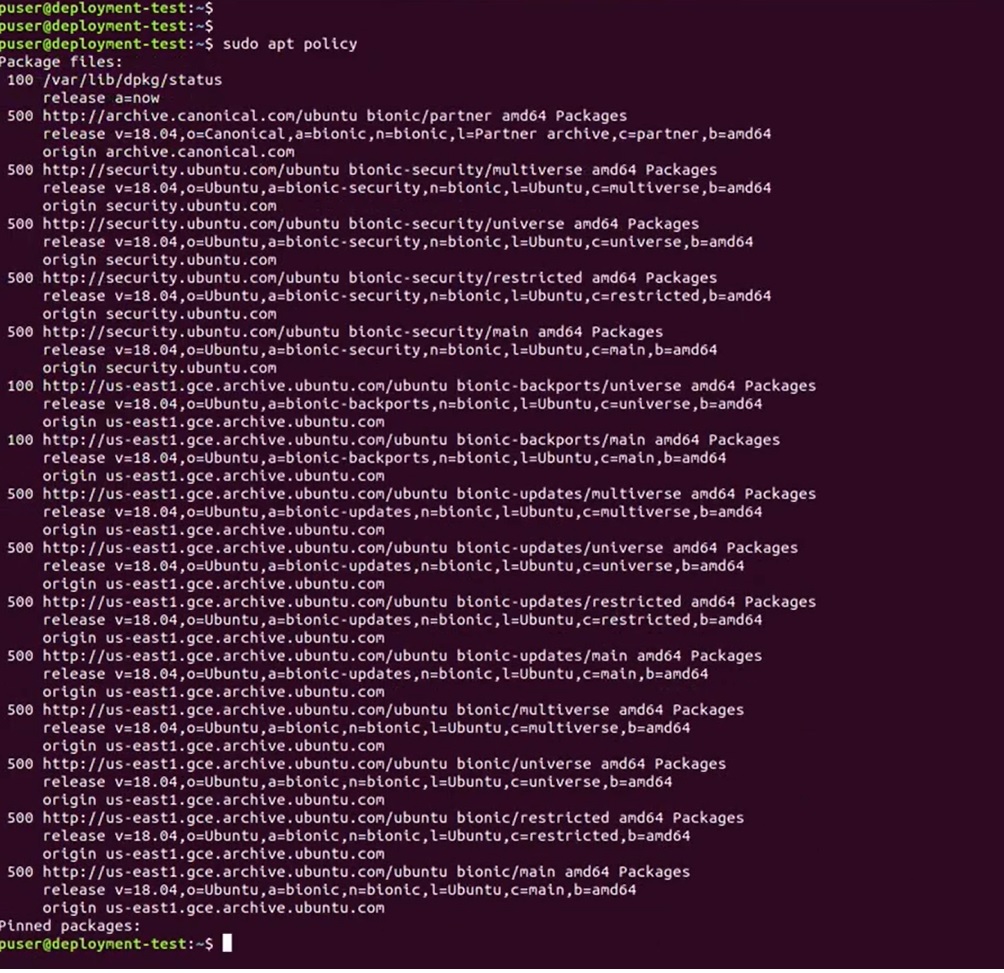 puser@deployment-test:~$
puser@deployment-test:~$
puser@deployment-test:~$ sudo apt policy
Package files:
 100 /var/lib/dpkg/status
     release a=now
 500 http://archive.canonical.com/ubuntu bionic/partner amd64 Packages
     release v=18.04,o=Canonical,a=bionic,n=bionic,l=Partner archive,c=partner,b=amd64
     origin archive.canonical.com
 500 http://security.ubuntu.com/ubuntu bionic-security/multiverse amd64 Packages
     release v=18.04,o=Ubuntu,a=bionic-security,n=bionic,l=Ubuntu,c=multiverse,b=amd64
     origin security.ubuntu.com
 500 http://security.ubuntu.com/ubuntu bionic-security/universe amd64 Packages
     release v=18.04,o=Ubuntu,a=bionic-security,n=bionic,l=Ubuntu,c=universe,b=amd64
     origin security.ubuntu.com
 500 http://security.ubuntu.com/ubuntu bionic-security/restricted amd64 Packages
     release v=18.04,o=Ubuntu,a=bionic-security,n=bionic,l=Ubuntu,c=restricted,b=amd64
     origin security.ubuntu.com
 500 http://security.ubuntu.com/ubuntu bionic-security/main amd64 Packages
     release v=18.04,o=Ubuntu,a=bionic-security,n=bionic,l=Ubuntu,c=main,b=amd64
     origin security.ubuntu.com
 100 http://us-east1.gce.archive.ubuntu.com/ubuntu bionic-backports/universe amd64 Packages
     release v=18.04,o=Ubuntu,a=bionic-backports,n=bionic,l=Ubuntu,c=universe,b=amd64
     origin us-east1.gce.archive.ubuntu.com
 100 http://us-east1.gce.archive.ubuntu.com/ubuntu bionic-backports/main amd64 Packages
     release v=18.04,o=Ubuntu,a=bionic-backports,n=bionic,l=Ubuntu,c=main,b=amd64
     origin us-east1.gce.archive.ubuntu.com
 500 http://us-east1.gce.archive.ubuntu.com/ubuntu bionic-updates/multiverse amd64 Packages
     release v=18.04,o=Ubuntu,a=bionic-updates,n=bionic,l=Ubuntu,c=multiverse,b=amd64
     origin us-east1.gce.archive.ubuntu.com
 500 http://us-east1.gce.archive.ubuntu.com/ubuntu bionic-updates/universe amd64 Packages
     release v=18.04,o=Ubuntu,a=bionic-updates,n=bionic,l=Ubuntu,c=universe,b=amd64
     origin us-east1.gce.archive.ubuntu.com
 500 http://us-east1.gce.archive.ubuntu.com/ubuntu bionic-updates/restricted amd64 Packages
     release v=18.04,o=Ubuntu,a=bionic-updates,n=bionic,l=Ubuntu,c=restricted,b=amd64
     origin us-east1.gce.archive.ubuntu.com
 500 http://us-east1.gce.archive.ubuntu.com/ubuntu bionic-updates/main amd64 Packages
     release v=18.04,o=Ubuntu,a=bionic-updates,n=bionic,l=Ubuntu,c=main,b=amd64
     origin us-east1.gce.archive.ubuntu.com
 500 http://us-east1.gce.archive.ubuntu.com/ubuntu bionic/multiverse amd64 Packages
     release v=18.04,o=Ubuntu,a=bionic,n=bionic,l=Ubuntu,c=multiverse,b=amd64
     origin us-east1.gce.archive.ubuntu.com
 500 http://us-east1.gce.archive.ubuntu.com/ubuntu bionic/universe amd64 Packages
     release v=18.04,o=Ubuntu,a=bionic,n=bionic,l=Ubuntu,c=universe,b=amd64
     origin us-east1.gce.archive.ubuntu.com
 500 http://us-east1.gce.archive.ubuntu.com/ubuntu bionic/restricted amd64 Packages
     release v=18.04,o=Ubuntu,a=bionic,n=bionic,l=Ubuntu,c=restricted,b=amd64
     origin us-east1.gce.archive.ubuntu.com
 500 http://us-east1.gce.archive.ubuntu.com/ubuntu bionic/main amd64 Packages
     release v=18.04,o=Ubuntu,a=bionic,n=bionic,l=Ubuntu,c=main,b=amd64
     origin us-east1.gce.archive.ubuntu.com
Pinned packages:
puser@deployment-test:~$